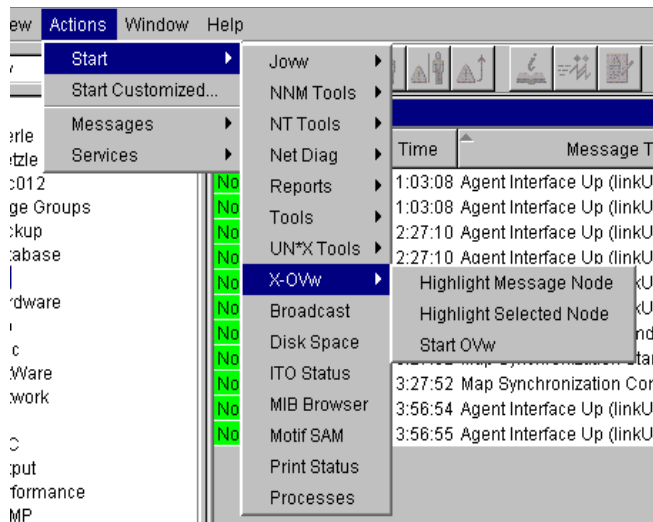 ew Actions Window Help
Start
Start Customized...
Messages
Services
Jovw
NNM Tools
NT Tools
Net Diag
Reports
Tools
UN*X Tools
X-OVw
Broadcast
Disk Space
ITO Status
MIB Browser
Motif SAM
Print Status
Processes
Highlight Message Node
Highlight Selected Node
Start OVw
erle
etzle
c012
ge Groups
ckup
tabase
rdware
c
tWare
twork
C
tput
rformance
MP
Time Message T
No 1:03:08 Agent Interface Up (linkU
No 1:03:08 Agent Interface Up (linkU
No 2:27:10 Agent Interface Up (linkU
No 2:27:10 Agent Interface Up (linkU
No kU
No kU
No nd
No
No 3:27:52 Map Synchronization Cor
No 3:56:54 Agent Interface Up (linkU
No 3:56:55 Agent Interface Up (linkU